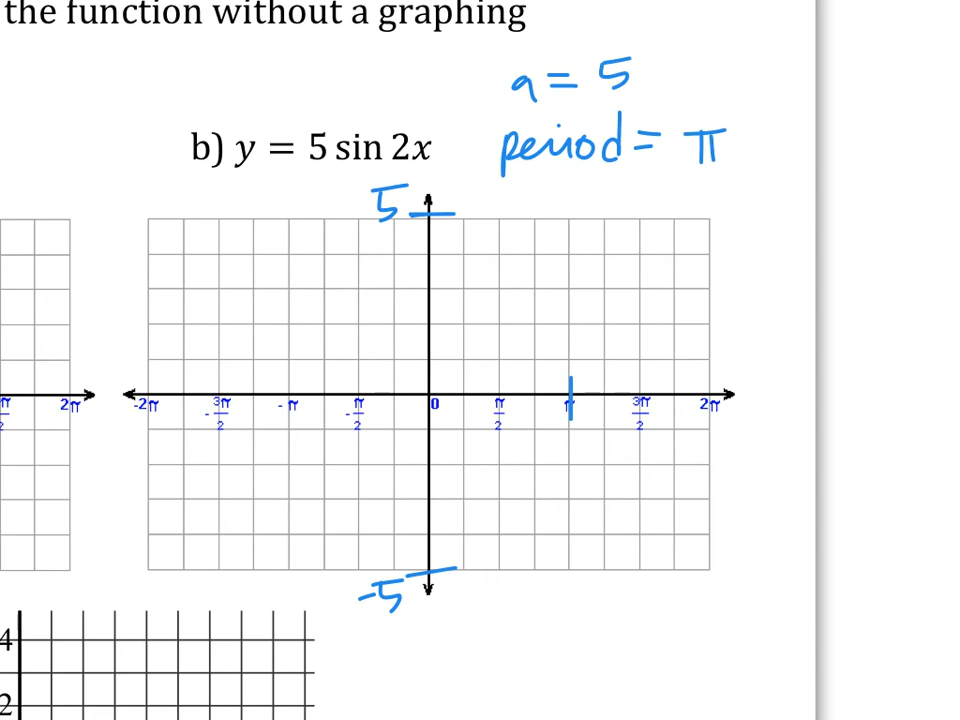 the function without a graphing
a = 5
b) y = 5 sin 2x
period = π
5
-2π
-3π/2
-π
-π/2
0
π/2
π
3π/2
2π
π/2
2π
-5
4
2